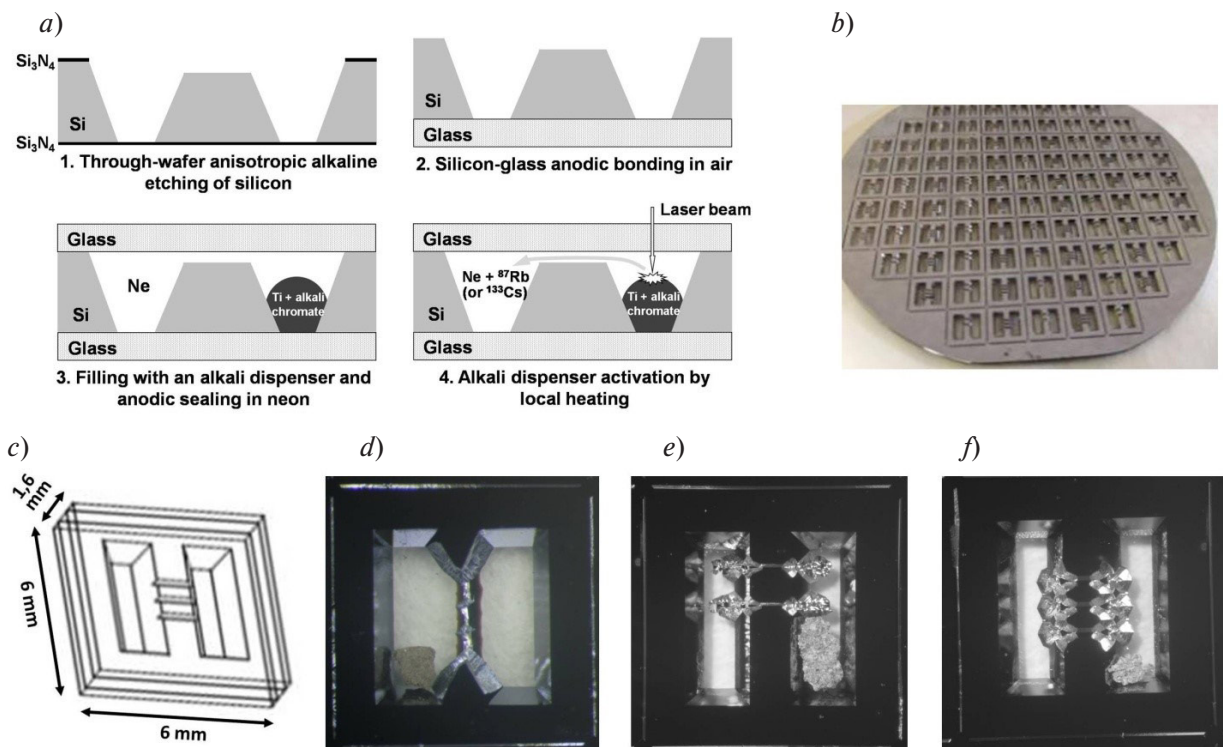 a)
Si3N4
Si
Si3N4
1. Through-wafer anisotropic alkaline
etching of silicon
Si
Glass
2. Silicon-glass anodic bonding in air
Glass
Ne
Ti + alkali
chromate
Si
Glass
3. Filling with an alkali dispenser and
anodic sealing in neon
Laser beam
Glass
Ne + 87Rb
(or 133Cs)
Ti + alkali
chromate
Si
Glass
4. Alkali dispenser activation by
local heating
b)
c)
1,6
mm
6 mm
6 mm
d)
e)
f)